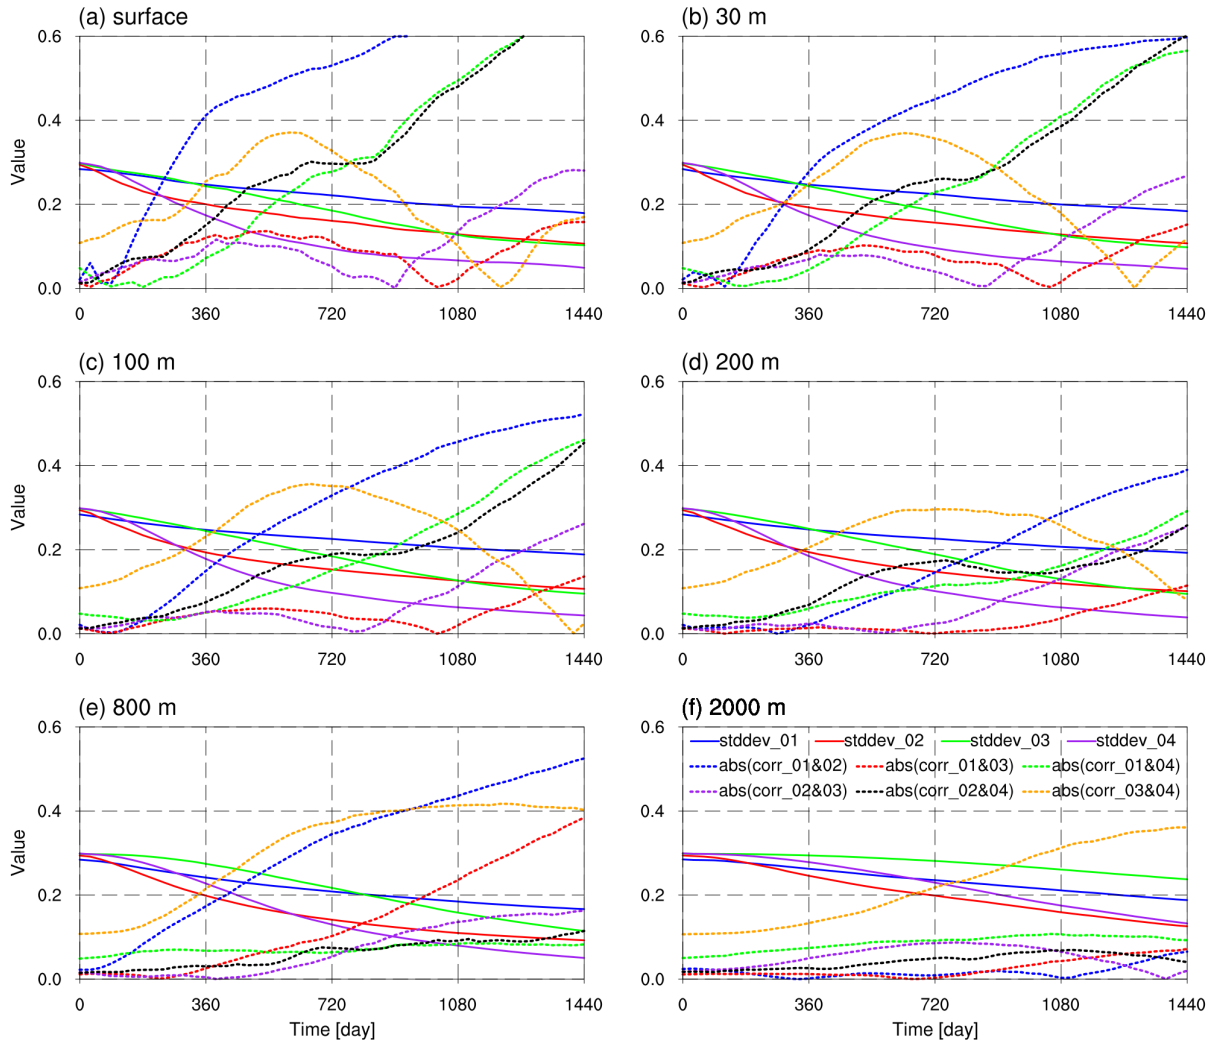 (a) surface
(b) 30 m
0.6
0.4
0.2
0.0
Value
0 360 720 1080 1440
0.6
0.4
0.2
0.0
0 360 720 1080 1440
(c) 100 m
(d) 200 m
0.6
0.4
0.2
0.0
Value
0 360 720 1080 1440
0.6
0.4
0.2
0.0
0 360 720 1080 1440
(e) 800 m
(f) 2000 m
0.6
0.4
0.2
0.0
Value
0 360 720 1080 1440
Time [day]
0.6
0.4
0.2
0.0
stddev_01 stddev_02 stddev_03 stddev_04
abs(corr_01&02) abs(corr_01&03) abs(corr_01&04)
abs(corr_02&03) abs(corr_02&04) abs(corr_03&04)
0 360 720 1080 1440
Time [day]